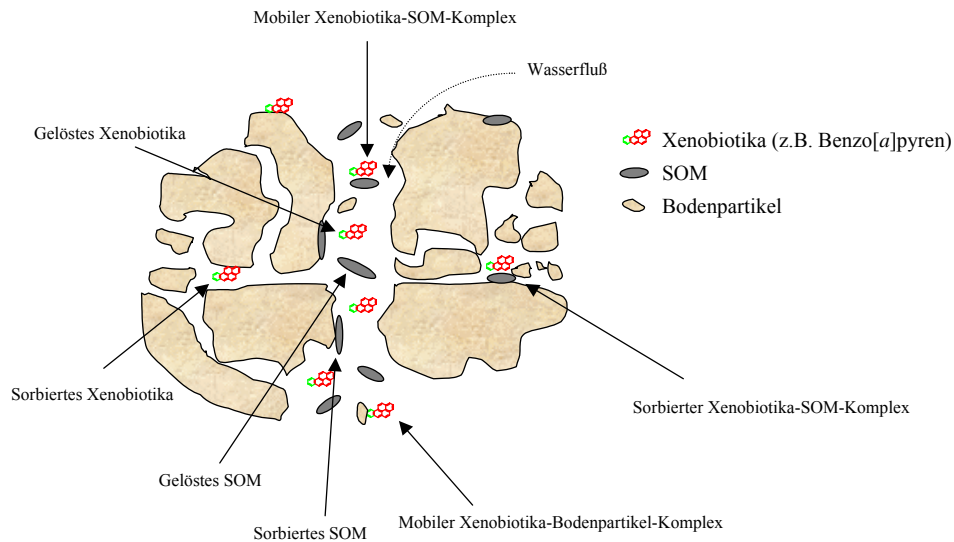 Mobiler Xenobiotika-SOM-Komplex
Wasserfluß
Gelöstes Xenobiotika
Xenobiotika (z.B. Benzo[a]pyren)
SOM
Bodenpartikel
Sorbiertes Xenobiotika
Sorbierter Xenobiotika-SOM-Komplex
Gelöstes SOM
Sorbiertes SOM
Mobiler Xenobiotika-Bodenpartikel-Komplex